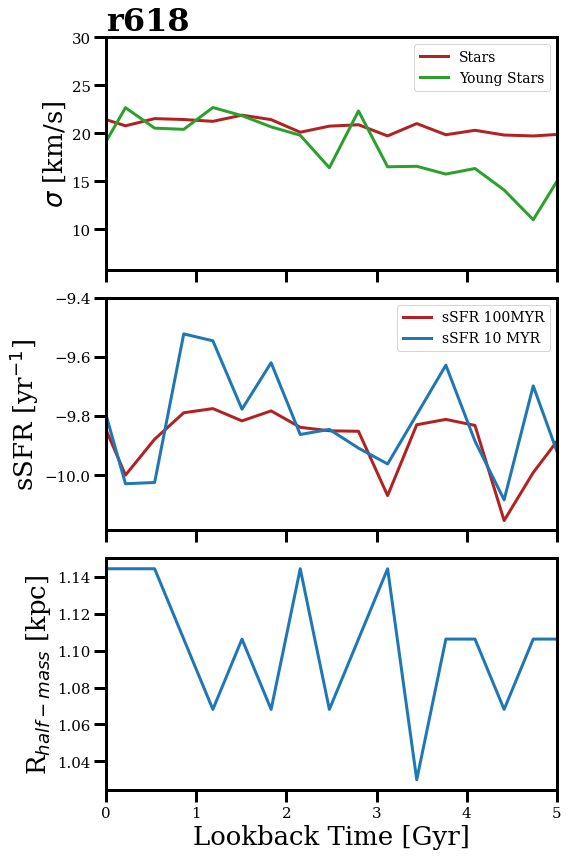 r618
30
25
20
15
10
σ [km/s]
Stars
Young Stars
−9.4
−9.6
−9.8
−10.0
sSFR [yr⁻¹]
sSFR 100MYR
sSFR 10 MYR
1.14
1.12
1.10
1.08
1.06
1.04
R_half−mass [kpc]
0 1 2 3 4 5
Lookback Time [Gyr]